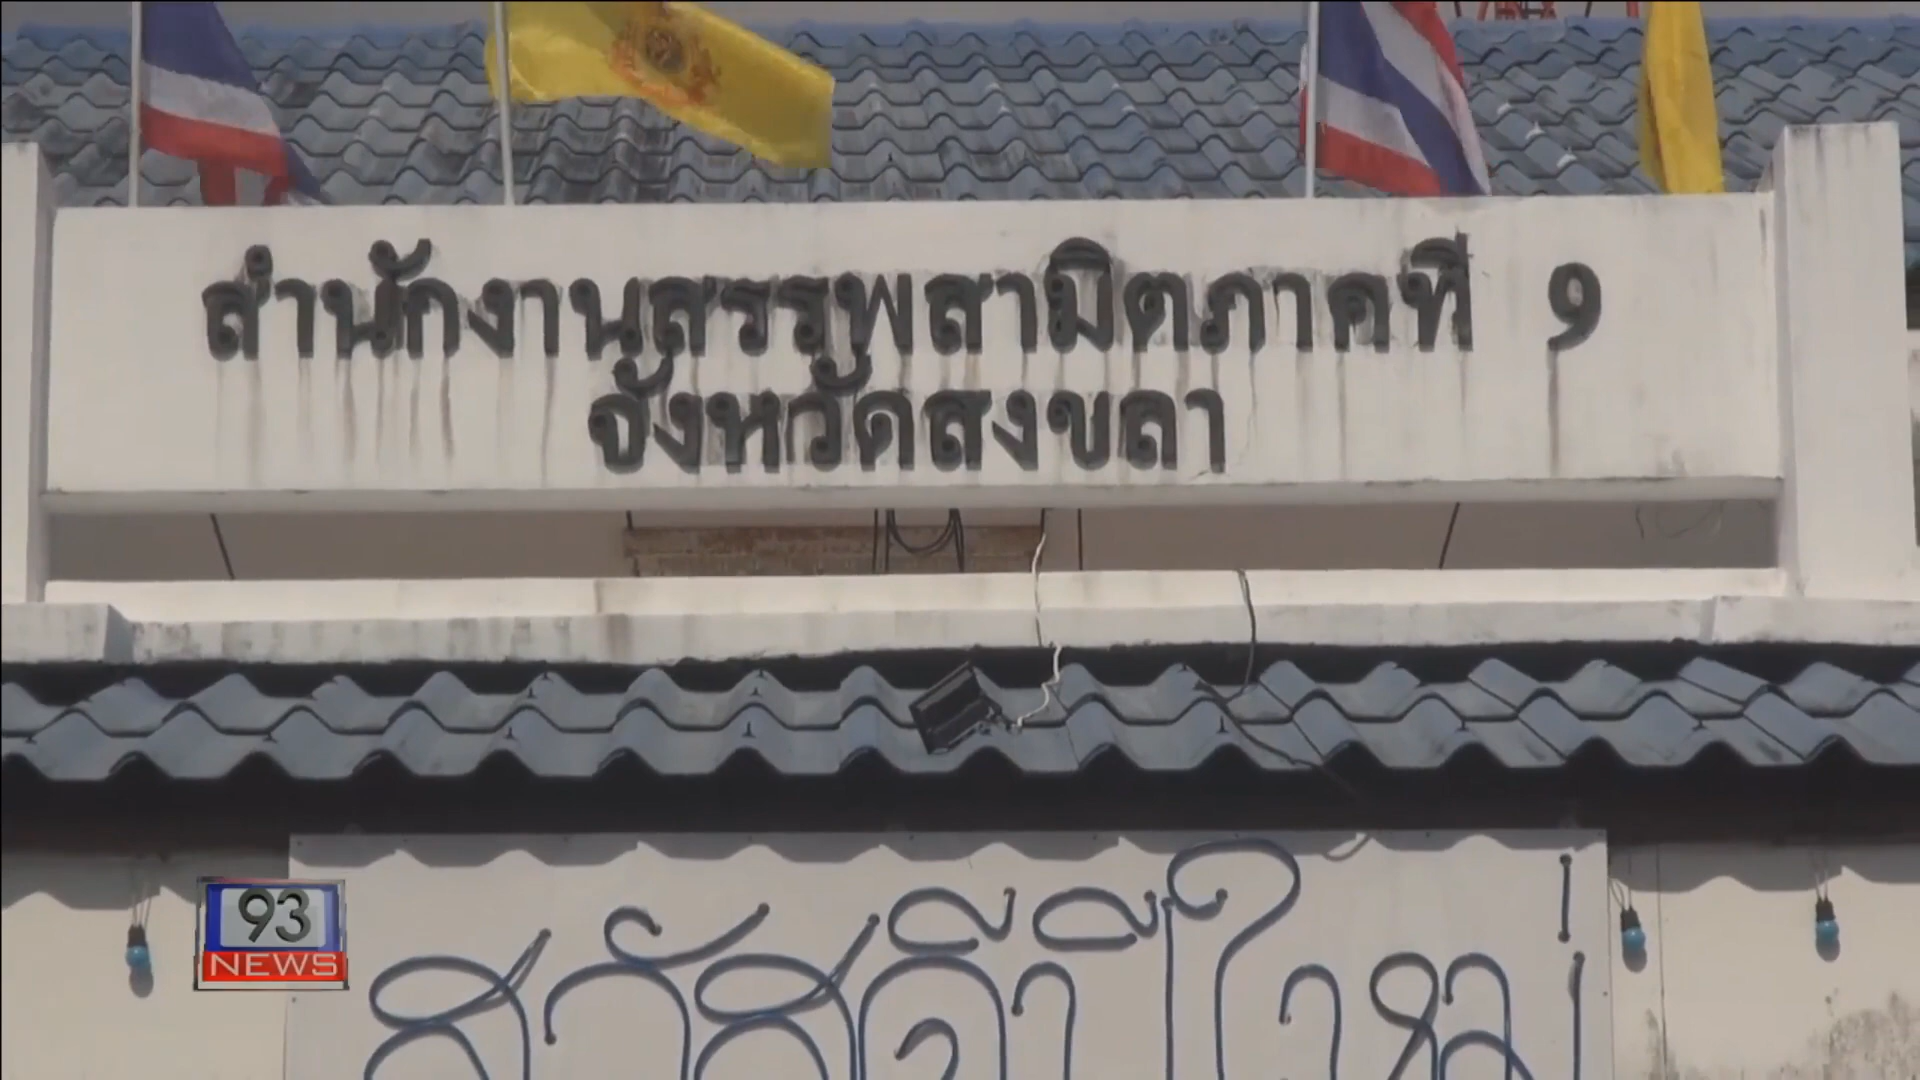 สำนักงานสรรพสามิตภาคที่ 9
จังหวัดสงขลา
93
NEWS
สวัสดีปีใหม่